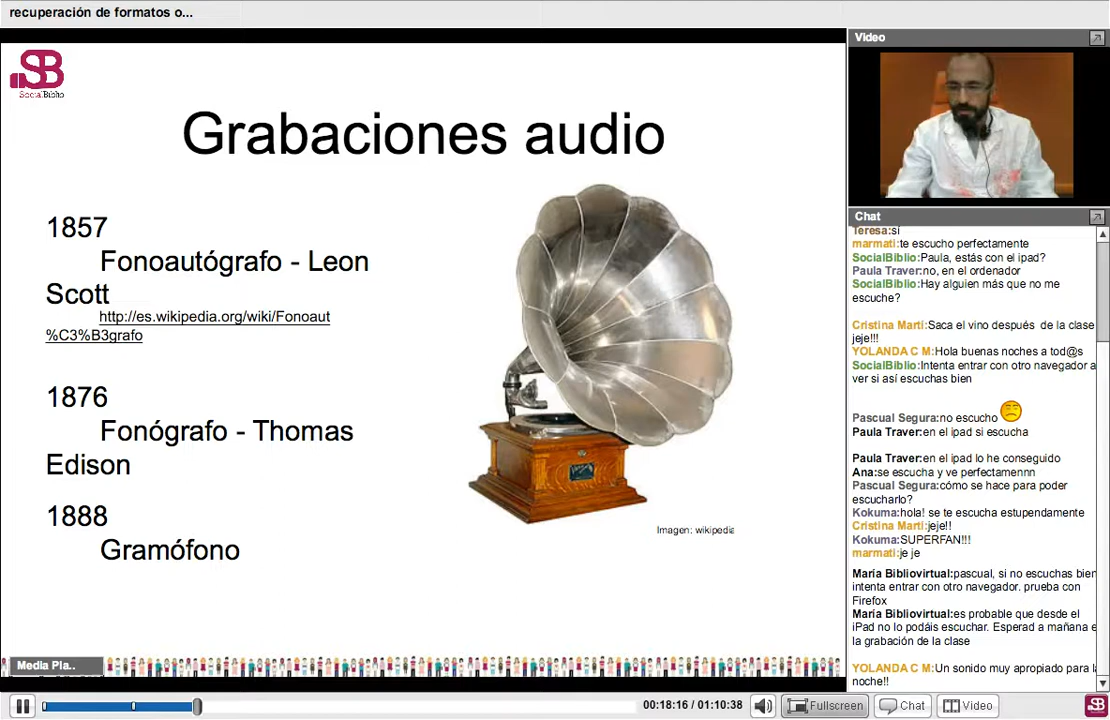 recuperación de formatos o...
SB
SocialBiblio
Grabaciones audio
1857
Fonoautógrafo - Leon
Scott
http://es.wikipedia.org/wiki/Fonoaut
%C3%B3grafo
1876
Fonógrafo - Thomas
Edison
1888
Gramófono
Imagen: wikipedia
Media Pla..
Video
Chat
Teresa:sí
marmati:te escucho perfectamente
SocialBiblio:Paula, estás con el ipad?
Paula Traver:no, en el ordenador
SocialBiblio:Hay alguien más que no me
escuche?
Cristina Martí:Saca el vino después de la clase
jeje!!!
YOLANDA C M:Hola buenas noches a tod@s
SocialBiblio:Intenta entrar con otro navegador a
ver si así escuchas bien
Pascual Segura:no escucho
Paula Traver:en el ipad si escucha
Paula Traver:en el ipad lo he conseguido
Ana:se escucha y ve perfectamennn
Pascual Segura:cómo se hace para poder
escucharlo?
Kokuma:hola! se te escucha estupendamente
Cristina Martí:jeje!!
Kokuma:SUPERFAN!!!
marmati:je je
María Bibliovirtual:pascual, si no escuchas bien
intenta entrar con otro navegador. prueba con
Firefox
María Bibliovirtual:es probable que desde el
iPad no lo podáis escuchar. Esperad a mañana e
la grabación de la clase
YOLANDA C M:Un sonido muy apropiado para l
noche!!
00:18:16 / 01:10:38
Fullscreen
Chat
Video
SB